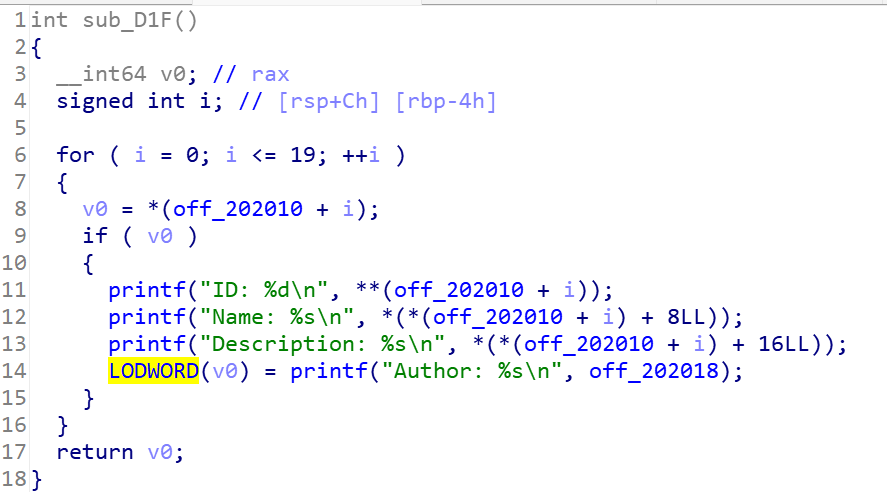 1 int sub_D1F()
2 {
3   __int64 v0; // rax
4   signed int i; // [rsp+Ch] [rbp-4h]
5
6   for ( i = 0; i <= 19; ++i )
7   {
8     v0 = *(off_202010 + i);
9     if ( v0 )
10     {
11       printf("ID: %d\n", **(off_202010 + i));
12       printf("Name: %s\n", *(*(off_202010 + i) + 8LL));
13       printf("Description: %s\n", *(*(off_202010 + i) + 16LL));
14       LODWORD(v0) = printf("Author: %s\n", off_202018);
15     }
16   }
17   return v0;
18 }